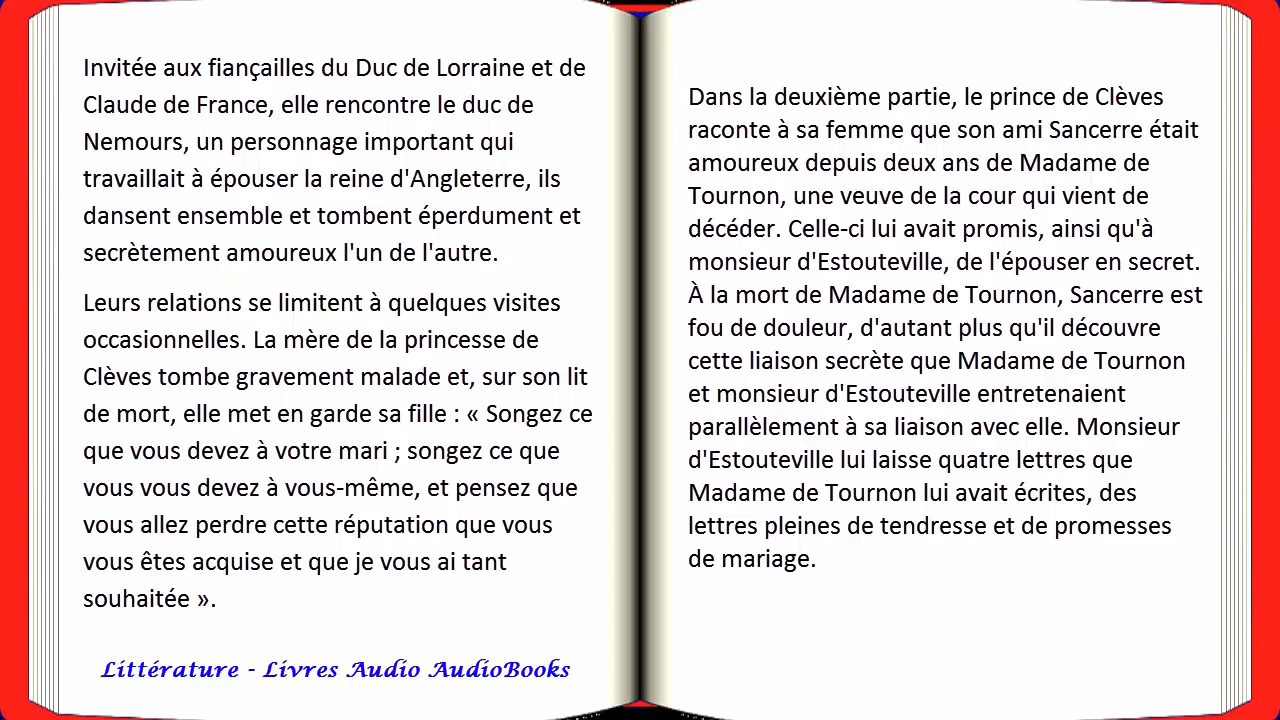 Invitée aux fiançailles du Duc de Lorraine et de
Claude de France, elle rencontre le duc de
Nemours, un personnage important qui
travaillait à épouser la reine d'Angleterre, ils
dansent ensemble et tombent éperdument et
secrètement amoureux l'un de l'autre.
Leurs relations se limitent à quelques visites
occasionnelles. La mère de la princesse de
Clèves tombe gravement malade et, sur son lit
de mort, elle met en garde sa fille : « Songez ce
que vous devez à votre mari ; songez ce que
vous vous devez à vous-même, et pensez que
vous allez perdre cette réputation que vous
vous êtes acquise et que je vous ai tant
souhaitée ».
Littérature - Livres Audio AudioBooks
Dans la deuxième partie, le prince de Clèves
raconte à sa femme que son ami Sancerre était
amoureux depuis deux ans de Madame de
Tournon, une veuve de la cour qui vient de
décéder. Celle-ci lui avait promis, ainsi qu'à
monsieur d'Estouteville, de l'épouser en secret.
À la mort de Madame de Tournon, Sancerre est
fou de douleur, d'autant plus qu'il découvre
cette liaison secrète que Madame de Tournon
et monsieur d'Estouteville entretenaient
parallèlement à sa liaison avec elle. Monsieur
d'Estouteville lui laisse quatre lettres que
Madame de Tournon lui avait écrites, des
lettres pleines de tendresse et de promesses
de mariage.